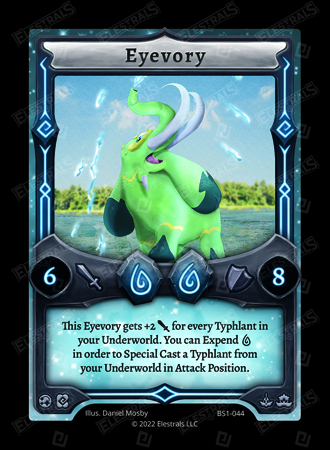 Eyevory
6
8
This Eyevory gets +2 for every Typhlant in
your Underworld. You can Expend
in order to Special Cast a Typhlant from
your Underworld in Attack Position.
Illus. Daniel Mosby
BS1-044
© 2022 Elestrals LLC
ELESTRALS